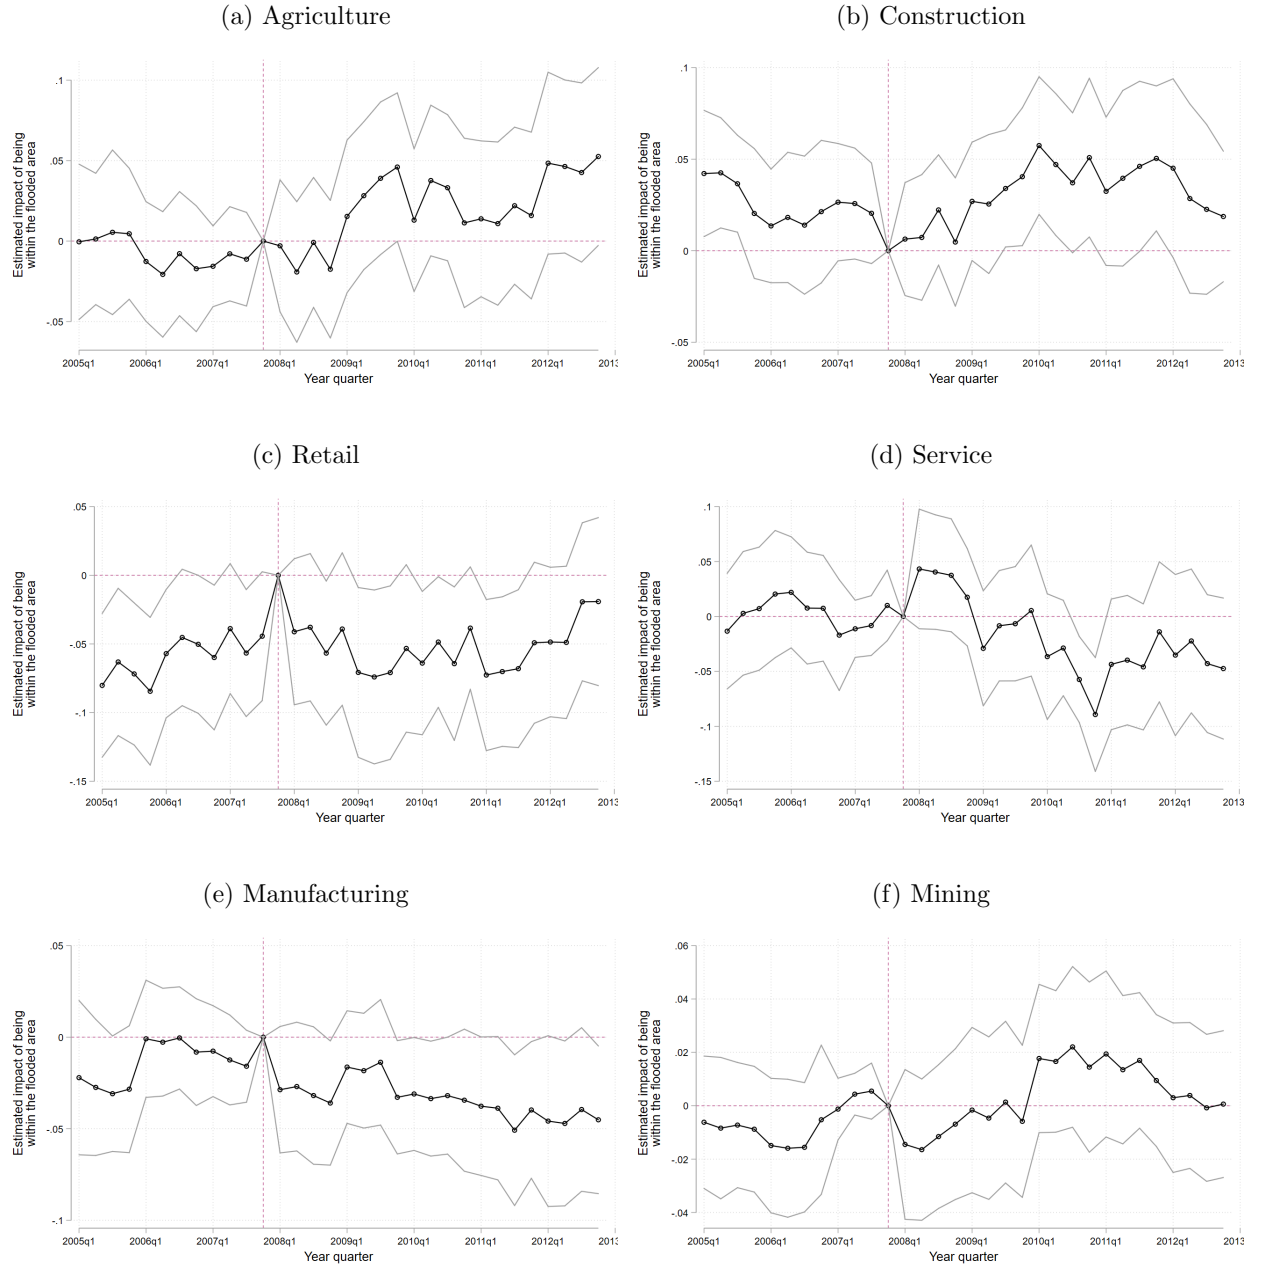 (a) Agriculture
Estimated impact of being
within the flooded area
.1
.05
0
-.05
2005q1 2006q1 2007q1 2008q1 2009q1 2010q1 2011q1 2012q1 2013
Year quarter
(b) Construction
Estimated impact of being
within the flooded area
.1
.05
0
-.05
2005q1 2006q1 2007q1 2008q1 2009q1 2010q1 2011q1 2012q1 2013
Year quarter
(c) Retail
Estimated impact of being
within the flooded area
.05
0
-.05
-.1
-.15
2005q1 2006q1 2007q1 2008q1 2009q1 2010q1 2011q1 2012q1 2013
Year quarter
(d) Service
Estimated impact of being
within the flooded area
.1
.05
0
-.05
-.1
-.15
2005q1 2006q1 2007q1 2008q1 2009q1 2010q1 2011q1 2012q1 2013
Year quarter
(e) Manufacturing
Estimated impact of being
within the flooded area
.05
0
-.05
-.1
2005q1 2006q1 2007q1 2008q1 2009q1 2010q1 2011q1 2012q1 2013
Year quarter
(f) Mining
Estimated impact of being
within the flooded area
.06
.04
.02
0
-.02
-.04
2005q1 2006q1 2007q1 2008q1 2009q1 2010q1 2011q1 2012q1 2013
Year quarter